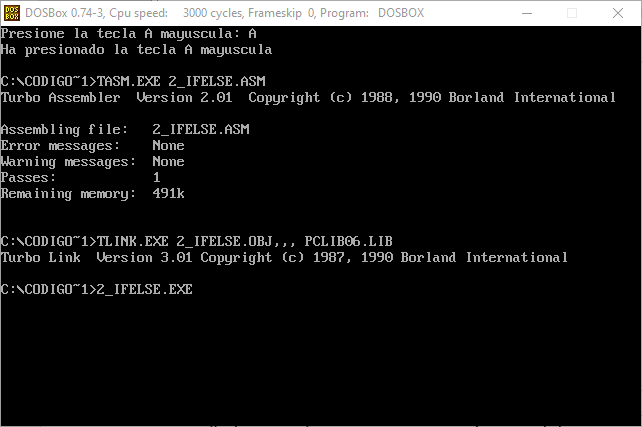 DOSBox 0.74-3, Cpu speed: 3000 cycles, Frameskip 0, Program: DOSBOX
Presione la tecla A mayuscula: A
Ha presionado la tecla A mayuscula
C:\CODIGO~1>TASM.EXE 2_IFELSE.ASM
Turbo Assembler Version 2.01 Copyright (c) 1988, 1990 Borland International
Assembling file: 2_IFELSE.ASM
Error messages: None
Warning messages: None
Passes: 1
Remaining memory: 491k
C:\CODIGO~1>TLINK.EXE 2_IFELSE.OBJ,,, PCLIB06.LIB
Turbo Link Version 3.01 Copyright (c) 1987, 1990 Borland International
C:\CODIGO~1>2_IFELSE.EXE